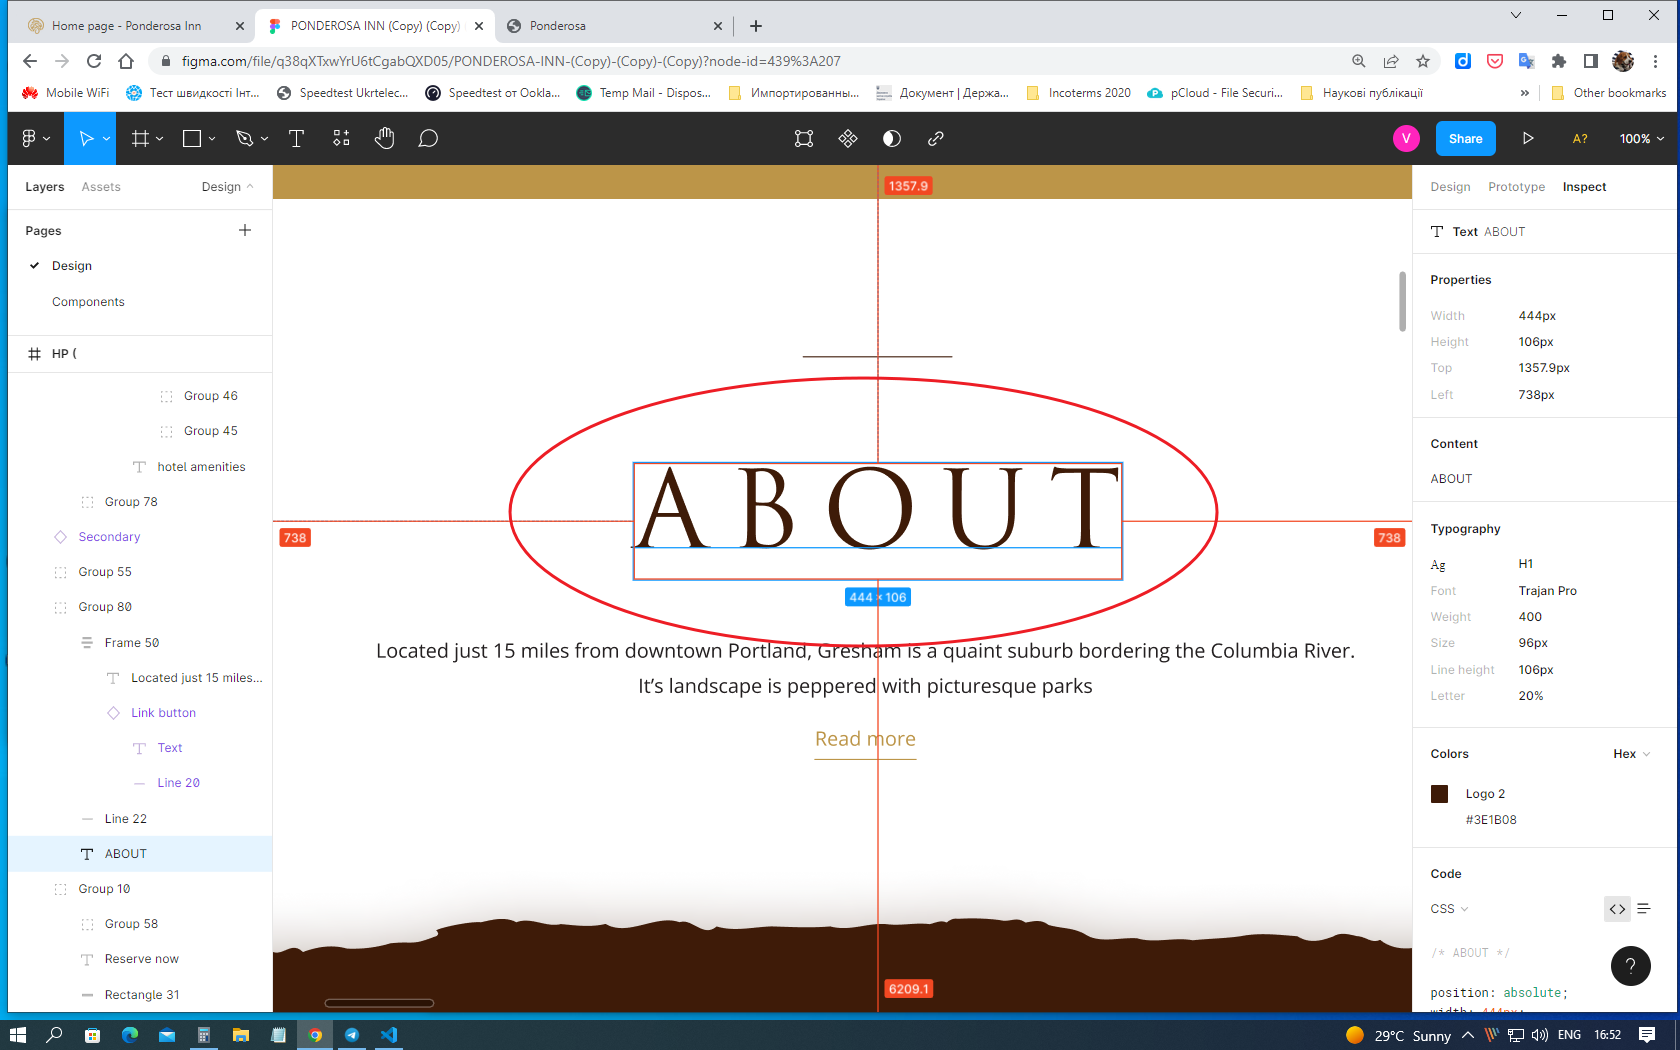 Home page - Ponderosa Inn
PONDEROSA INN (Copy) (Copy)
Ponderosa
figma.com/file/q38qXTxwYrU6tCgabQXD05/PONDEROSA-INN-(Copy)-(Copy)-(Copy)?node-id=439%3A207
Mobile WiFi
Тест швидкості Інт...
Speedtest Ukrtelec...
Speedtest от Ookla...
Temp Mail - Dispos...
Импортированны...
Документ | Держа...
Incoterms 2020
pCloud - File Securi...
Наукові публікації
»
Other bookmarks
V
Share
A?
100%
Layers
Assets
Design
Pages
Design
Components
HP (
Group 46
Group 45
hotel amenities
Group 78
Secondary
Group 55
Group 80
Frame 50
Located just 15 miles...
Link button
Text
Line 20
Line 22
ABOUT
Group 10
Group 58
Reserve now
Rectangle 31
1357.9
ABOUT
738
738
444 × 106
Located just 15 miles from downtown Portland, Gresham is a quaint suburb bordering the Columbia River.
It's landscape is peppered with picturesque parks
Read more
6209.1
Design
Prototype
Inspect
Text ABOUT
Properties
Width 444px
Height 106px
Top 1357.9px
Left 738px
Content
ABOUT
Typography
Ag H1
Font Trajan Pro
Weight 400
Size 96px
Line height 106px
Letter 20%
Colors
Hex
Logo 2
#3E1B08
Code
CSS
/* ABOUT */
position: absolute;
width: 444px;
?
29°C Sunny
ENG
16:52